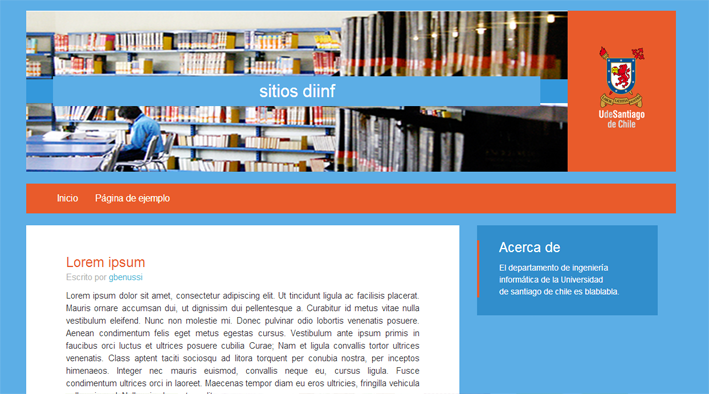 sitios diinf
UdeSantiago
de Chile
Inicio Página de ejemplo
Lorem ipsum
Escrito por gbenussi
Lorem ipsum dolor sit amet, consectetur adipiscing elit. Ut tincidunt ligula ac facilisis placerat.
Mauris ornare accumsan dui, ut dignissim dui pellentesque a. Curabitur id metus vitae nulla
vestibulum eleifend. Nunc non molestie mi. Donec pulvinar odio lobortis venenatis posuere.
Aenean condimentum felis eget metus egestas cursus. Vestibulum ante ipsum primis in
faucibus orci luctus et ultrices posuere cubilia Curae; Nam et ligula convallis tortor ultrices
venenatis. Class aptent taciti sociosqu ad litora torquent per conubia nostra, per inceptos
himenaeos. Integer nec mauris euismod, convallis neque eu, cursus ligula. Fusce
condimentum ultrices orci in laoreet. Maecenas tempor diam eu eros ultricies, fringilla vehicula
Acerca de
El departamento de ingeniería
informática de la Universidad
de santiago de chile es blablabla.